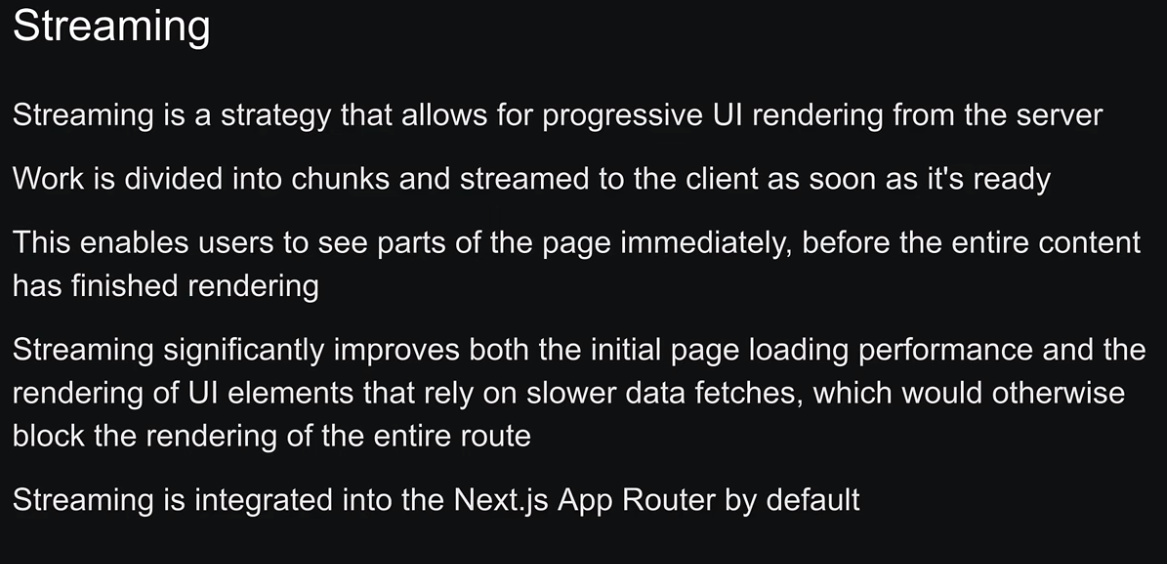 Streaming
Streaming is a strategy that allows for progressive UI rendering from the server
Work is divided into chunks and streamed to the client as soon as it's ready
This enables users to see parts of the page immediately, before the entire content
has finished rendering
Streaming significantly improves both the initial page loading performance and the
rendering of UI elements that rely on slower data fetches, which would otherwise
block the rendering of the entire route
Streaming is integrated into the Next.js App Router by default